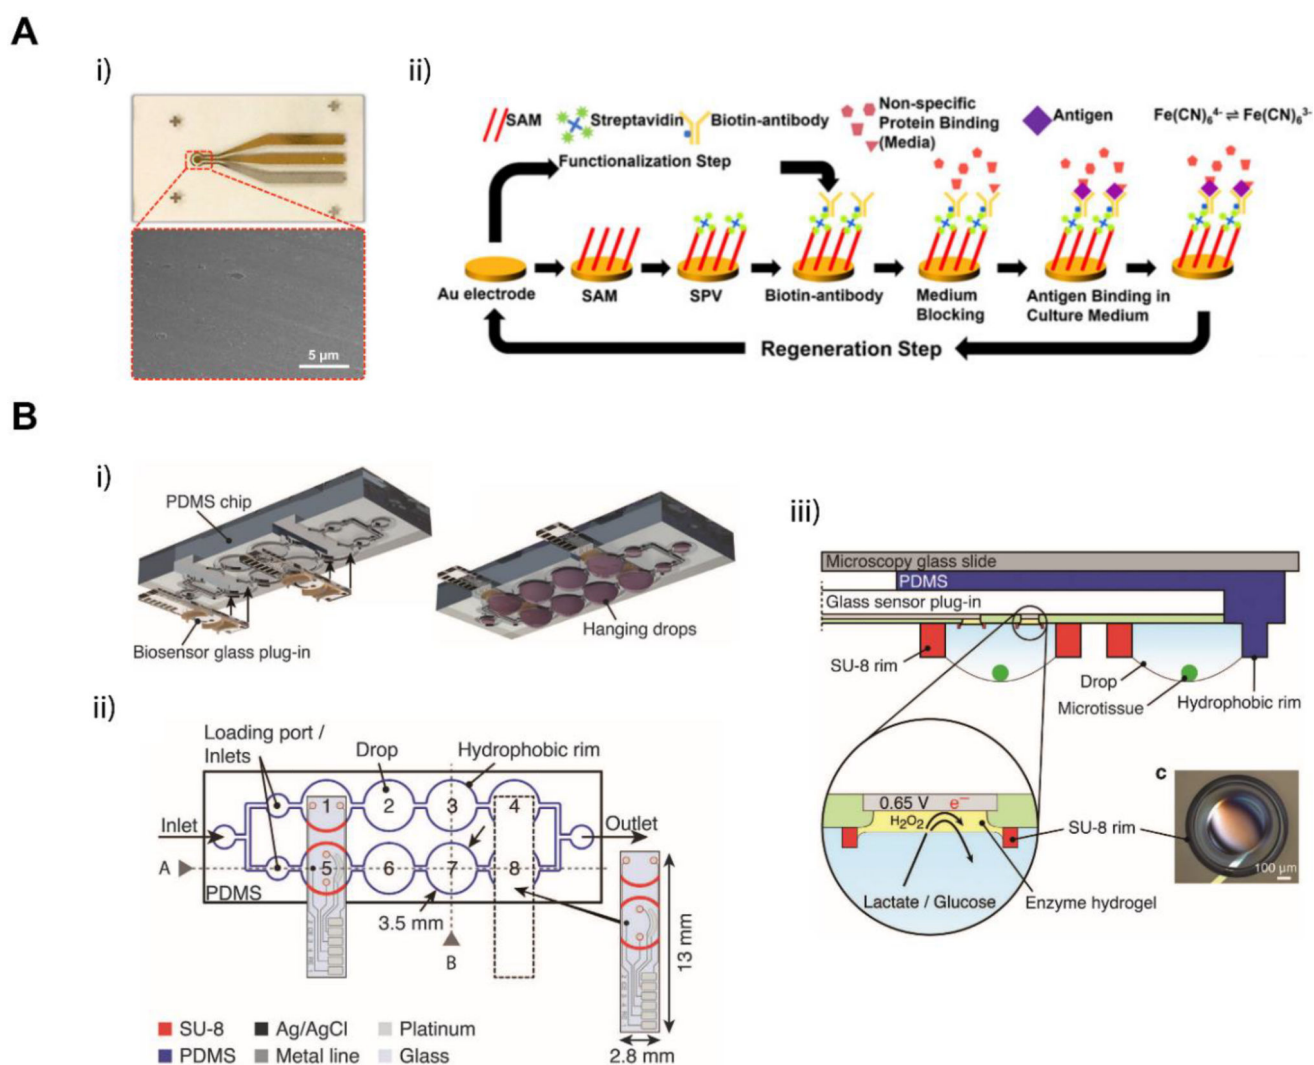 A
i)
5 μm
ii)
SAM
Streptavidin
Biotin-antibody
Non-specific
Protein Binding
(Media)
Antigen
Fe(CN)₆⁴⁻ ⇌ Fe(CN)₆³⁻
Functionalization Step
Au electrode
SAM
SPV
Biotin-antibody
Medium
Blocking
Antigen Binding in
Culture Medium
Regeneration Step
B
i)
PDMS chip
Biosensor glass plug-in
Hanging drops
ii)
Loading port /
Inlets
Drop
Hydrophobic rim
Inlet
1
2
3
4
Outlet
A
5
6
7
8
PDMS
3.5 mm
B
13 mm
2.8 mm
SU-8
Ag/AgCl
Platinum
PDMS
Metal line
Glass
iii)
Microscopy glass slide
PDMS
Glass sensor plug-in
SU-8 rim
Drop
Microtissue
Hydrophobic rim
0.65 V
e⁻
H₂O₂
Lactate / Glucose
Enzyme hydrogel
SU-8 rim
c
100 μm